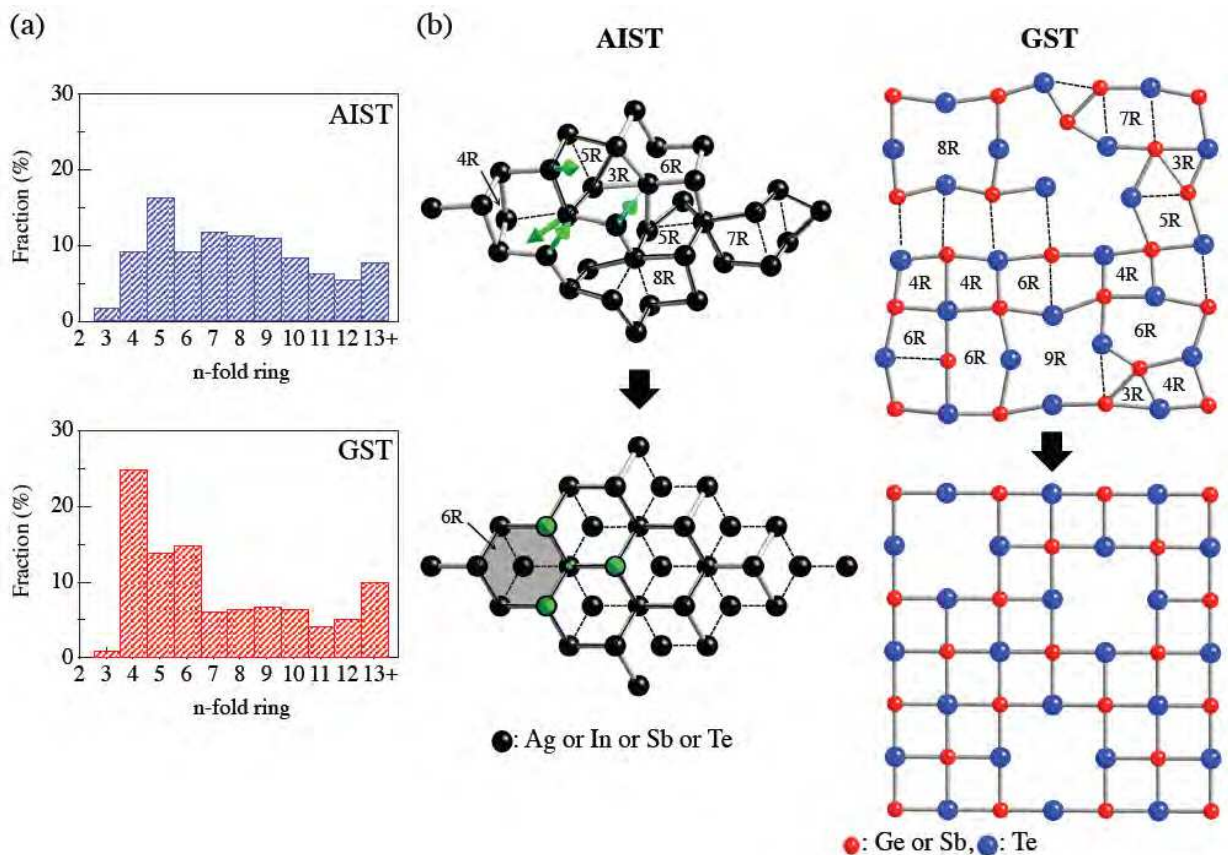 (a)
AIST
30
20
10
0
Fraction (%)
2 3 4 5 6 7 8 9 10 11 12 13+
n-fold ring
GST
30
20
10
0
Fraction (%)
2 3 4 5 6 7 8 9 10 11 12 13+
n-fold ring
(b)
AIST
4R
5R
3R
6R
5R
7R
8R
6R
: Ag or In or Sb or Te
GST
7R
8R
3R
5R
4R 4R 6R 4R
6R 6R
6R 9R
3R 4R
: Ge or Sb, : Te